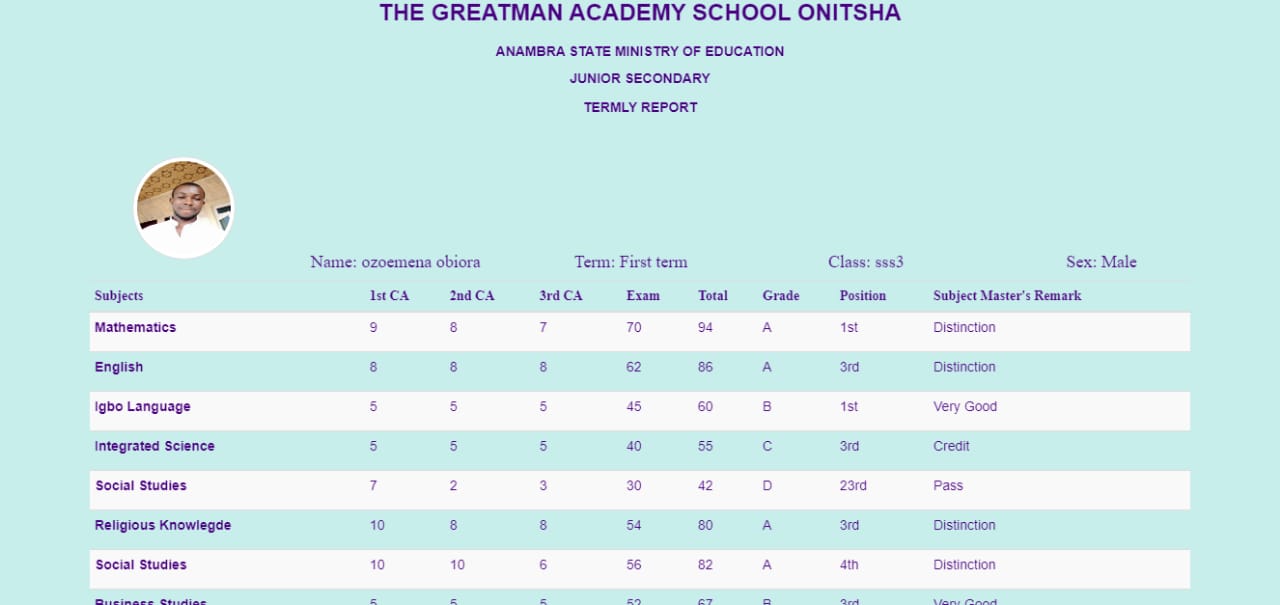 THE GREATMAN ACADEMY SCHOOL ONITSHA
ANAMBRA STATE MINISTRY OF EDUCATION
JUNIOR SECONDARY
TERMLY REPORT
Name: ozoemena obiora Term: First term Class: sss3 Sex: Male
Subjects 1st CA 2nd CA 3rd CA Exam Total Grade Position Subject Master's Remark
Mathematics 9 8 7 70 94 A 1st Distinction
English 8 8 8 62 86 A 3rd Distinction
Igbo Language 5 5 5 45 60 B 1st Very Good
Integrated Science 5 5 5 40 55 C 3rd Credit
Social Studies 7 2 3 30 42 D 23rd Pass
Religious Knowlegde 10 8 8 54 80 A 3rd Distinction
Social Studies 10 10 6 56 82 A 4th Distinction
Business Studies 5 5 5 52 67 B 3rd Very Good